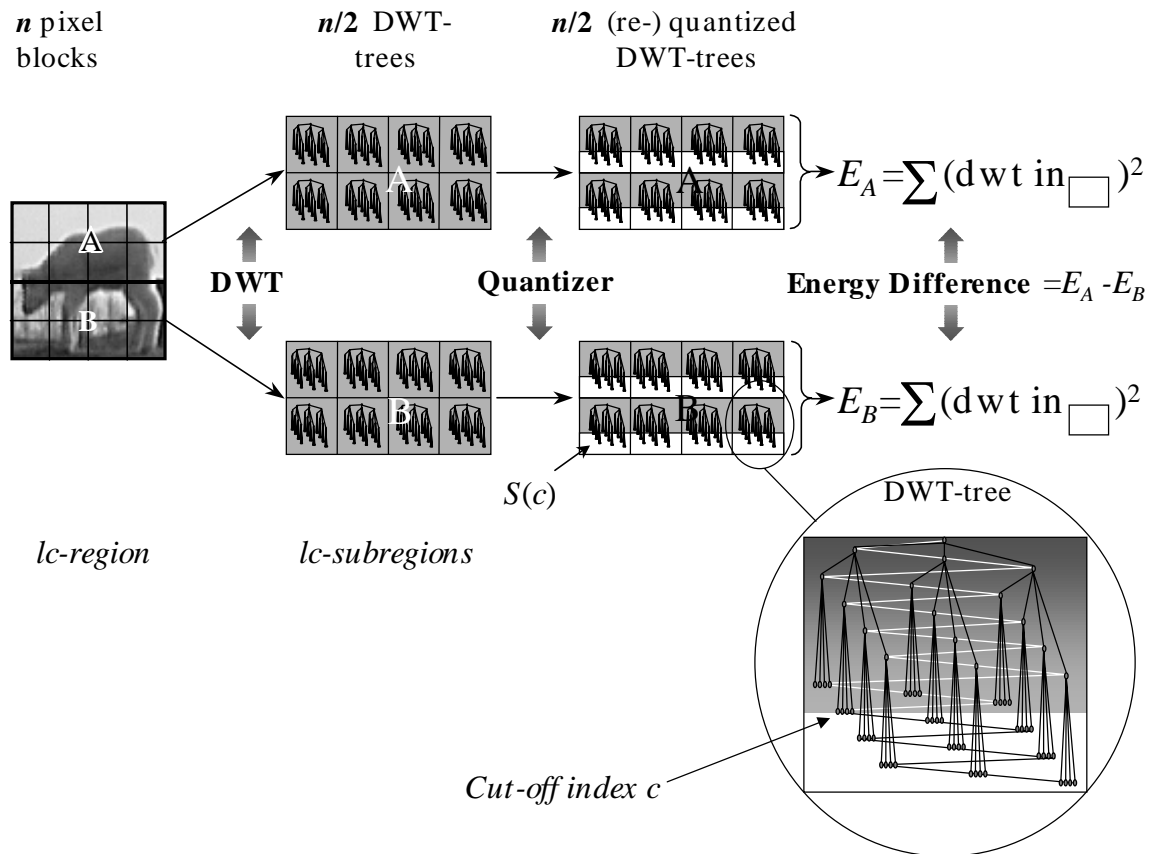 n pixel
blocks
n/2 DWT-
trees
n/2 (re-) quantized
DWT-trees
A
A
A
E_A=∑(dwt in□)²
DWT
Quantizer
Energy Difference =E_A -E_B
B
B
B
E_B=∑(dwt in□)²
S(c)
DWT-tree
lc-region
lc-subregions
Cut-off index c